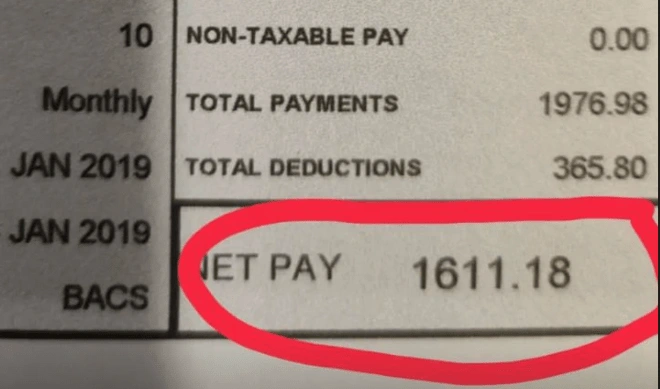 10 NON-TAXABLE PAY 0.00
Monthly TOTAL PAYMENTS 1976.98
JAN 2019 TOTAL DEDUCTIONS 365.80
JAN 2019
NET PAY 1611.18
BACS